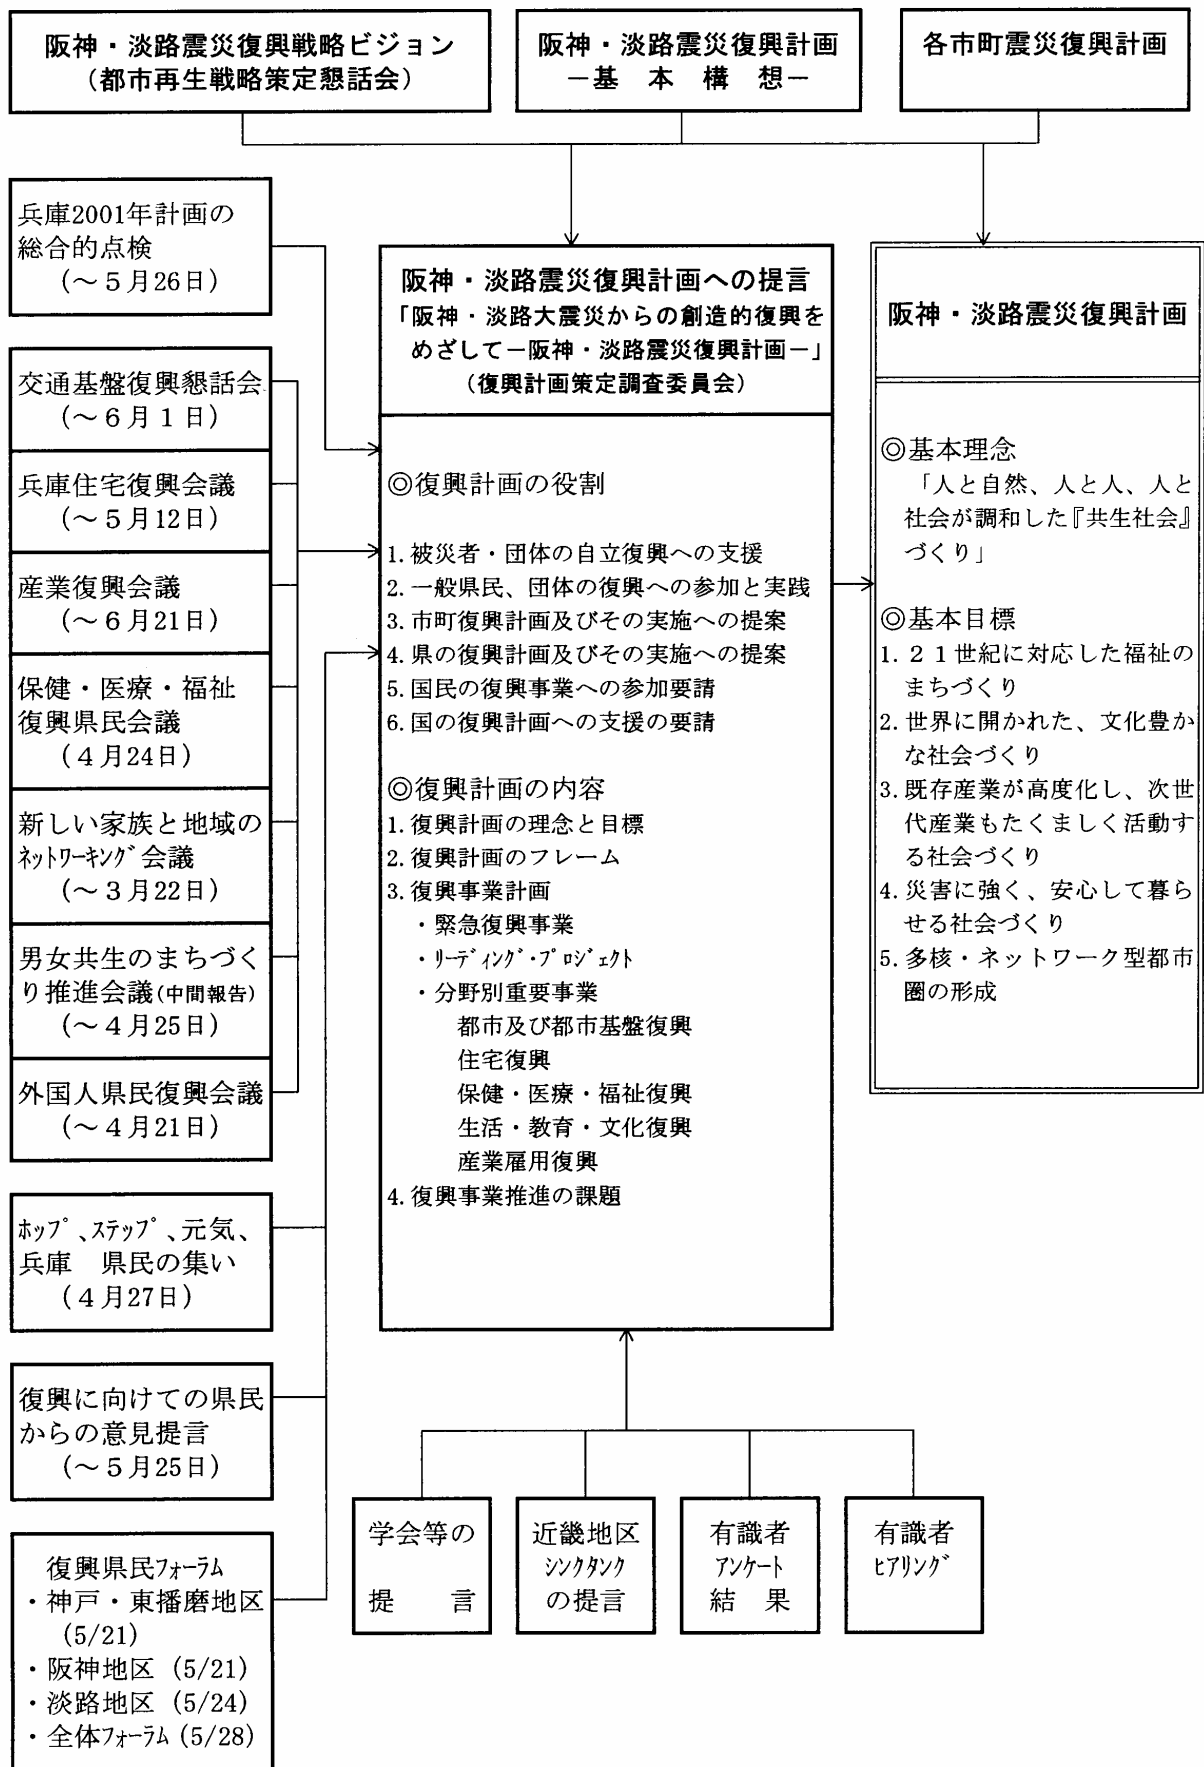 阪神・淡路震災復興戦略ビジョン
（都市再生戦略策定懇話会）
阪神・淡路震災復興計画
－基　本　構　想－
各市町震災復興計画
兵庫2001年計画の
総合的点検
（～５月26日）
交通基盤復興懇話会
（～６月１日）
兵庫住宅復興会議
（～５月12日）
産業復興会議
（～６月21日）
保健・医療・福祉
復興県民会議
（４月24日）
新しい家族と地域の
ﾈｯﾄﾜｰｷﾝｸﾞ会議
（～３月22日）
男女共生のまちづく
り推進会議(中間報告)
（～４月25日）
外国人県民復興会議
（～４月21日）
ﾎｯﾌﾟ、ｽﾃｯﾌﾟ、元気、
兵庫　県民の集い
（４月27日）
復興に向けての県民
からの意見提言
（～５月25日）
復興県民ﾌｫｰﾗﾑ
・神戸・東播磨地区
(5/21)
・阪神地区 (5/21)
・淡路地区 (5/24)
・全体ﾌｫｰﾗﾑ (5/28)
阪神・淡路震災復興計画への提言
「阪神・淡路大震災からの創造的復興を
めざして－阪神・淡路震災復興計画－」
（復興計画策定調査委員会）
◎復興計画の役割
1. 被災者・団体の自立復興への支援
2. 一般県民、団体の復興への参加と実践
3. 市町復興計画及びその実施への提案
4. 県の復興計画及びその実施への提案
5. 国民の復興事業への参加要請
6. 国の復興計画への支援の要請
◎復興計画の内容
1. 復興計画の理念と目標
2. 復興計画のフレーム
3. 復興事業計画
・緊急復興事業
・ﾘｰﾃﾞｨﾝｸﾞ・ﾌﾟﾛｼﾞｪｸﾄ
・分野別重要事業
都市及び都市基盤復興
住宅復興
保健・医療・福祉復興
生活・教育・文化復興
産業雇用復興
4. 復興事業推進の課題
学会等の
提　　言
近畿地区
ｼﾝｸﾀﾝｸ
の提言
有識者
ｱﾝｹｰﾄ
結　果
有識者
ﾋｱﾘﾝｸﾞ
阪神・淡路震災復興計画
◎基本理念
「人と自然、人と人、人と
社会が調和した『共生社会』
づくり」
◎基本目標
1. ２１世紀に対応した福祉の
まちづくり
2. 世界に開かれた、文化豊か
な社会づくり
3. 既存産業が高度化し、次世
代産業もたくましく活動す
る社会づくり
4. 災害に強く、安心して暮ら
せる社会づくり
5. 多核・ネットワーク型都市
圏の形成